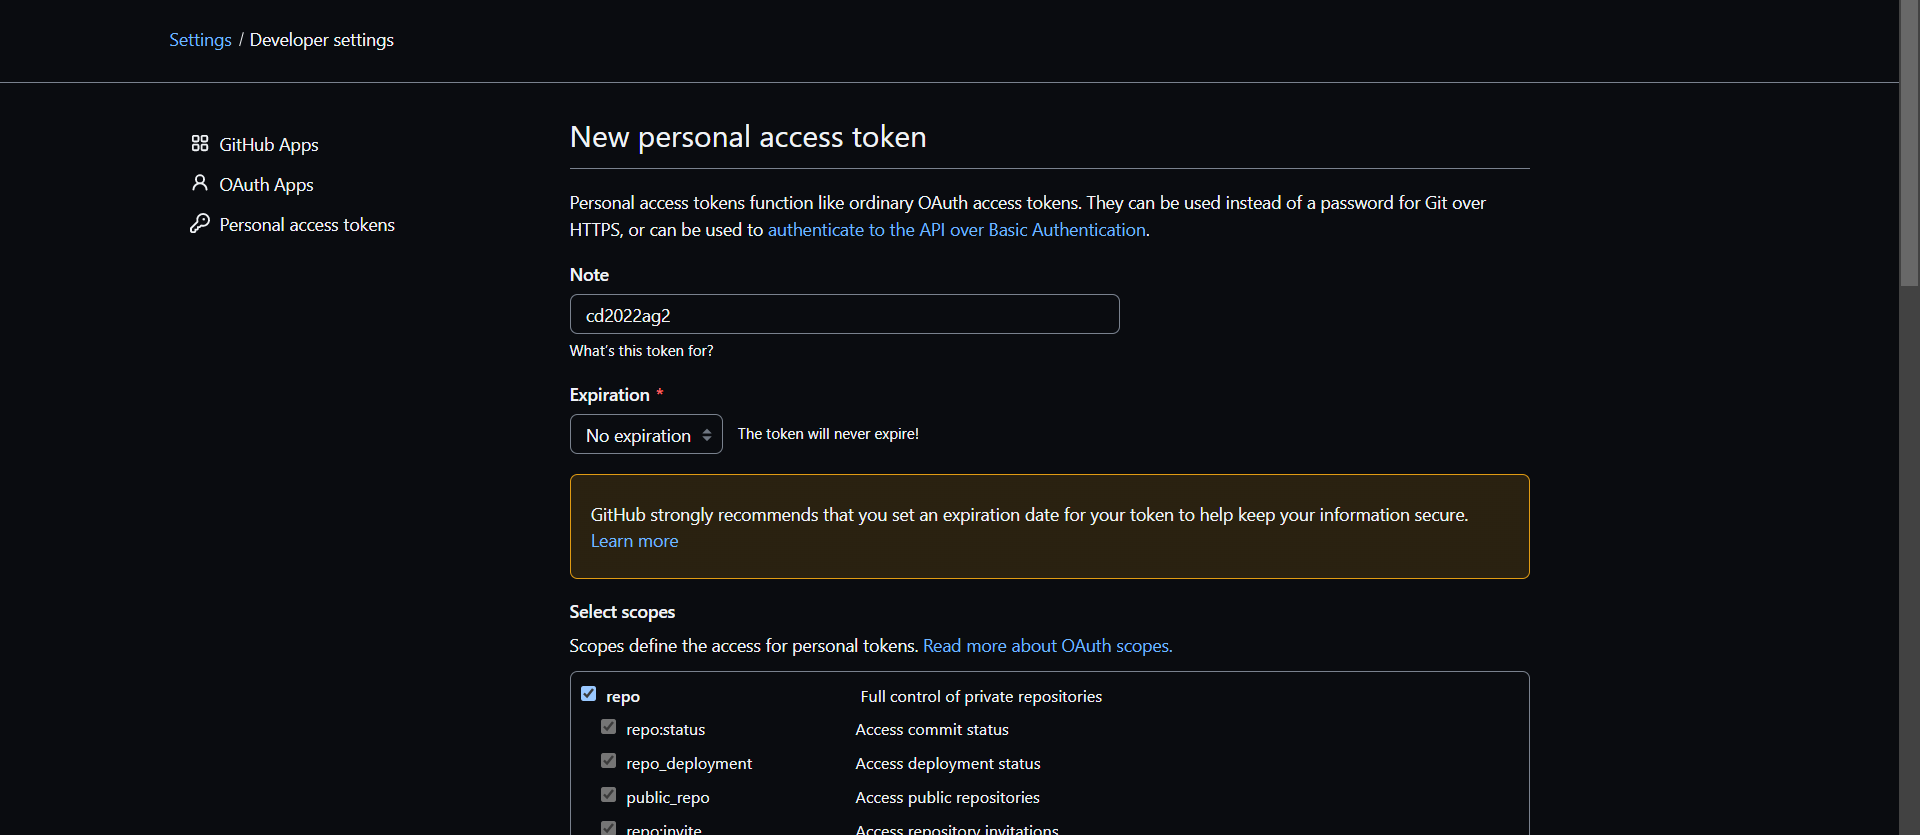 Settings / Developer settings
GitHub Apps
OAuth Apps
Personal access tokens
New personal access token
Personal access tokens function like ordinary OAuth access tokens. They can be used instead of a password for Git over
HTTPS, or can be used to authenticate to the API over Basic Authentication.
Note
cd2022ag2
What's this token for?
Expiration *
No expiration The token will never expire!
GitHub strongly recommends that you set an expiration date for your token to help keep your information secure.
Learn more
Select scopes
Scopes define the access for personal tokens. Read more about OAuth scopes.
repo Full control of private repositories
repo:status Access commit status
repo_deployment Access deployment status
public_repo Access public repositories
repo:invite Access repository invitations